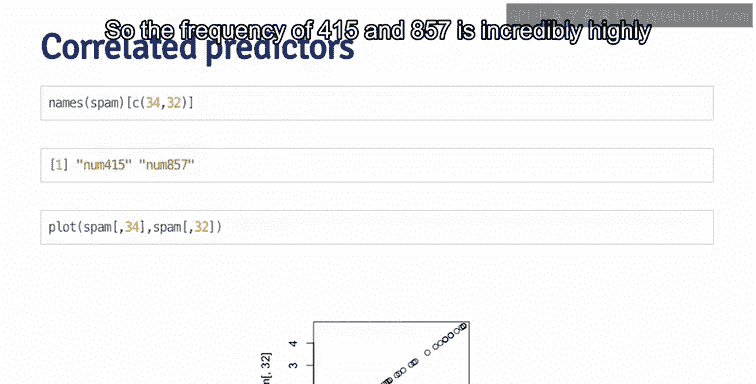 So the frequency of 415 and 857 is incredibly highly
Correlated predictors
names(spam)[c(34,32)]
[1] "num415" "num857"
plot(spam[,34],spam[,32])
4
3
n[, 32]